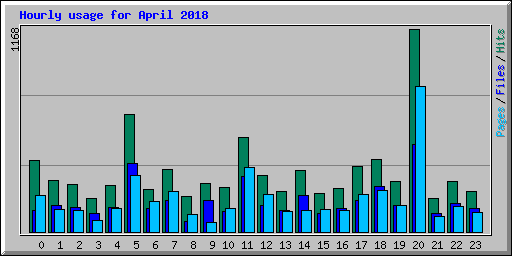 Hourly usage for April 2018
1168
Pages / Files / Hits
0 1 2 3 4 5 6 7 8 9 10 11 12 13 14 15 16 17 18 19 20 21 22 23